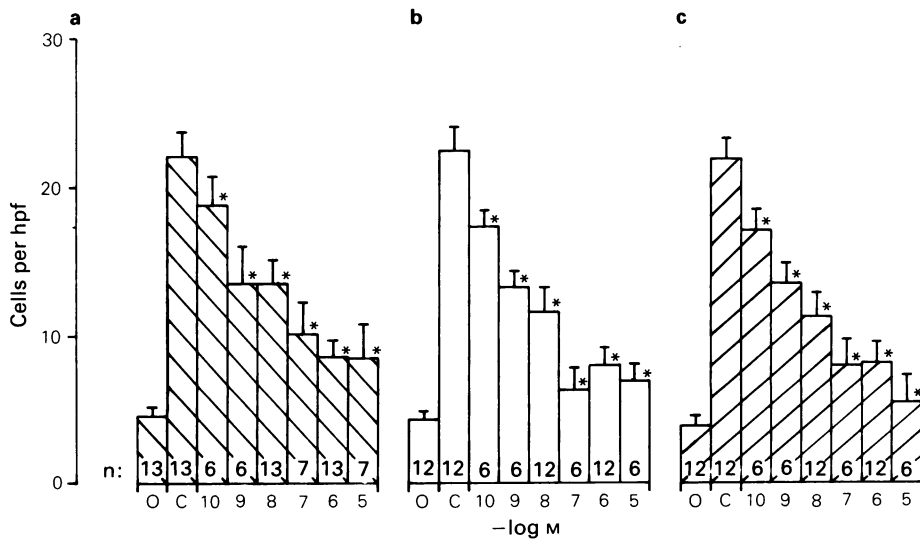 a b c
30
20
10
0
Cells per hpf
* * * * * *
* * * * * *
* * * * * *
n: 13 13 6 6 13 7 13 7
12 12 6 6 12 6 12 6
12 12 6 6 12 6 12 6
O C 10 9 8 7 6 5
O C 10 9 8 7 6 5
O C 10 9 8 7 6 5
−log M